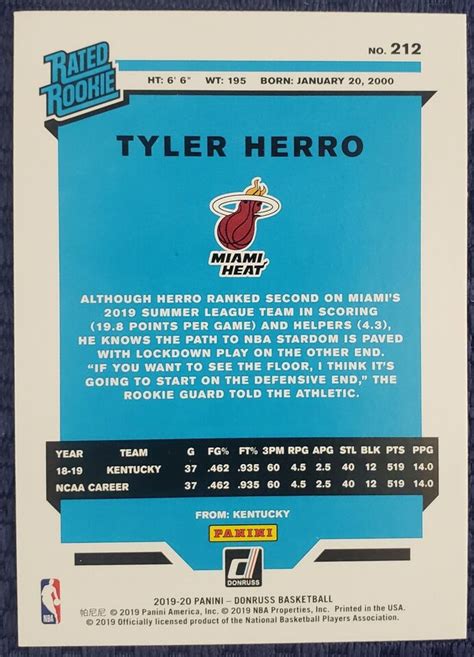 RATED
ROOKIE
NO. 212
HT: 6' 6" WT: 195 BORN: JANUARY 20, 2000
TYLER HERRO
MIAMI
HEAT
ALTHOUGH HERRO RANKED SECOND ON MIAMI'S
2019 SUMMER LEAGUE TEAM IN SCORING
(19.8 POINTS PER GAME) AND HELPERS (4.3),
HE KNOWS THE PATH TO NBA STARDOM IS PAVED
WITH LOCKDOWN PLAY ON THE OTHER END.
"IF YOU WANT TO SEE THE FLOOR, I THINK IT'S
GOING TO START ON THE DEFENSIVE END," THE
ROOKIE GUARD TOLD THE ATHLETIC.
YEAR TEAM G FG% FT% 3PM RPG APG STL BLK PTS PPG
18-19 KENTUCKY 37 .462 .935 60 4.5 2.5 40 12 519 14.0
NCAA CAREER 37 .462 .935 60 4.5 2.5 40 12 519 14.0
FROM: KENTUCKY
PANINI
DONRUSS
NBA
2019-20 PANINI – DONRUSS BASKETBALL
帕尼尼 © 2019 Panini America, Inc. © 2019 NBA Properties, Inc. Printed in the USA.
© 2019 Officially licensed product of the National Basketball Players Association.